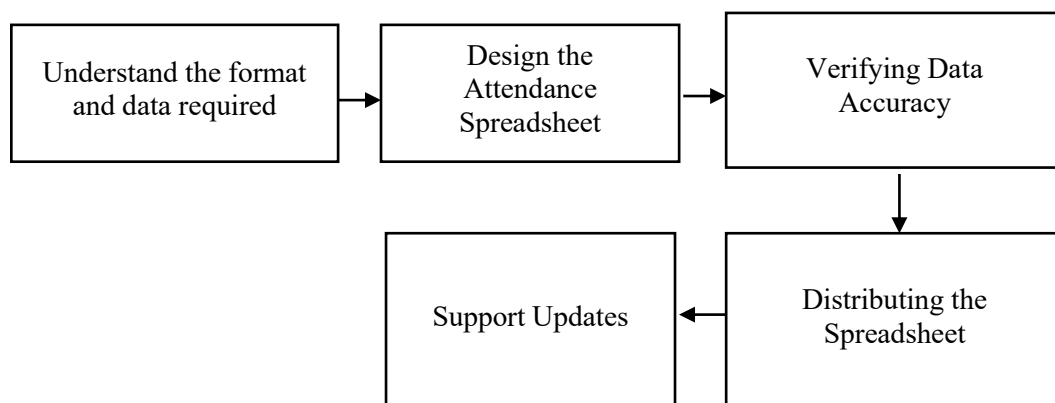 Understand the format
and data required
Design the
Attendance
Spreadsheet
Verifying Data
Accuracy
Distributing the
Spreadsheet
Support Updates